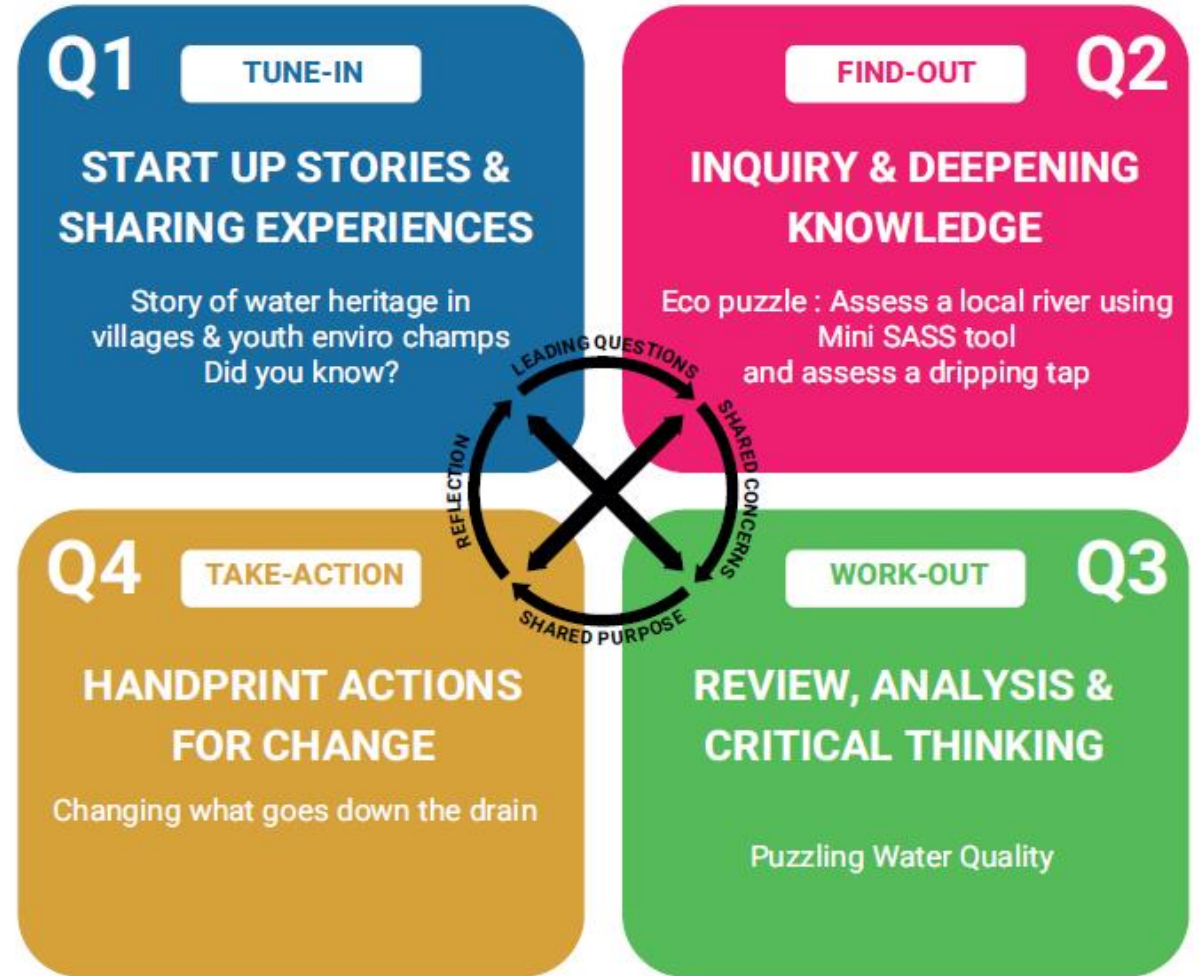 Q1
TUNE-IN
START UP STORIES &
SHARING EXPERIENCES
Story of water heritage in
villages & youth enviro champs
Did you know?
FIND-OUT
Q2
INQUIRY & DEEPENING
KNOWLEDGE
Eco puzzle : Assess a local river using
Mini SASS tool
and assess a dripping tap
LEADING QUESTIONS
SHARED CONCERNS
SHARED PURPOSE
REFLECTION
WORK-OUT
Q3
REVIEW, ANALYSIS &
CRITICAL THINKING
Puzzling Water Quality
Q4
TAKE-ACTION
HANDPRINT ACTIONS
FOR CHANGE
Changing what goes down the drain